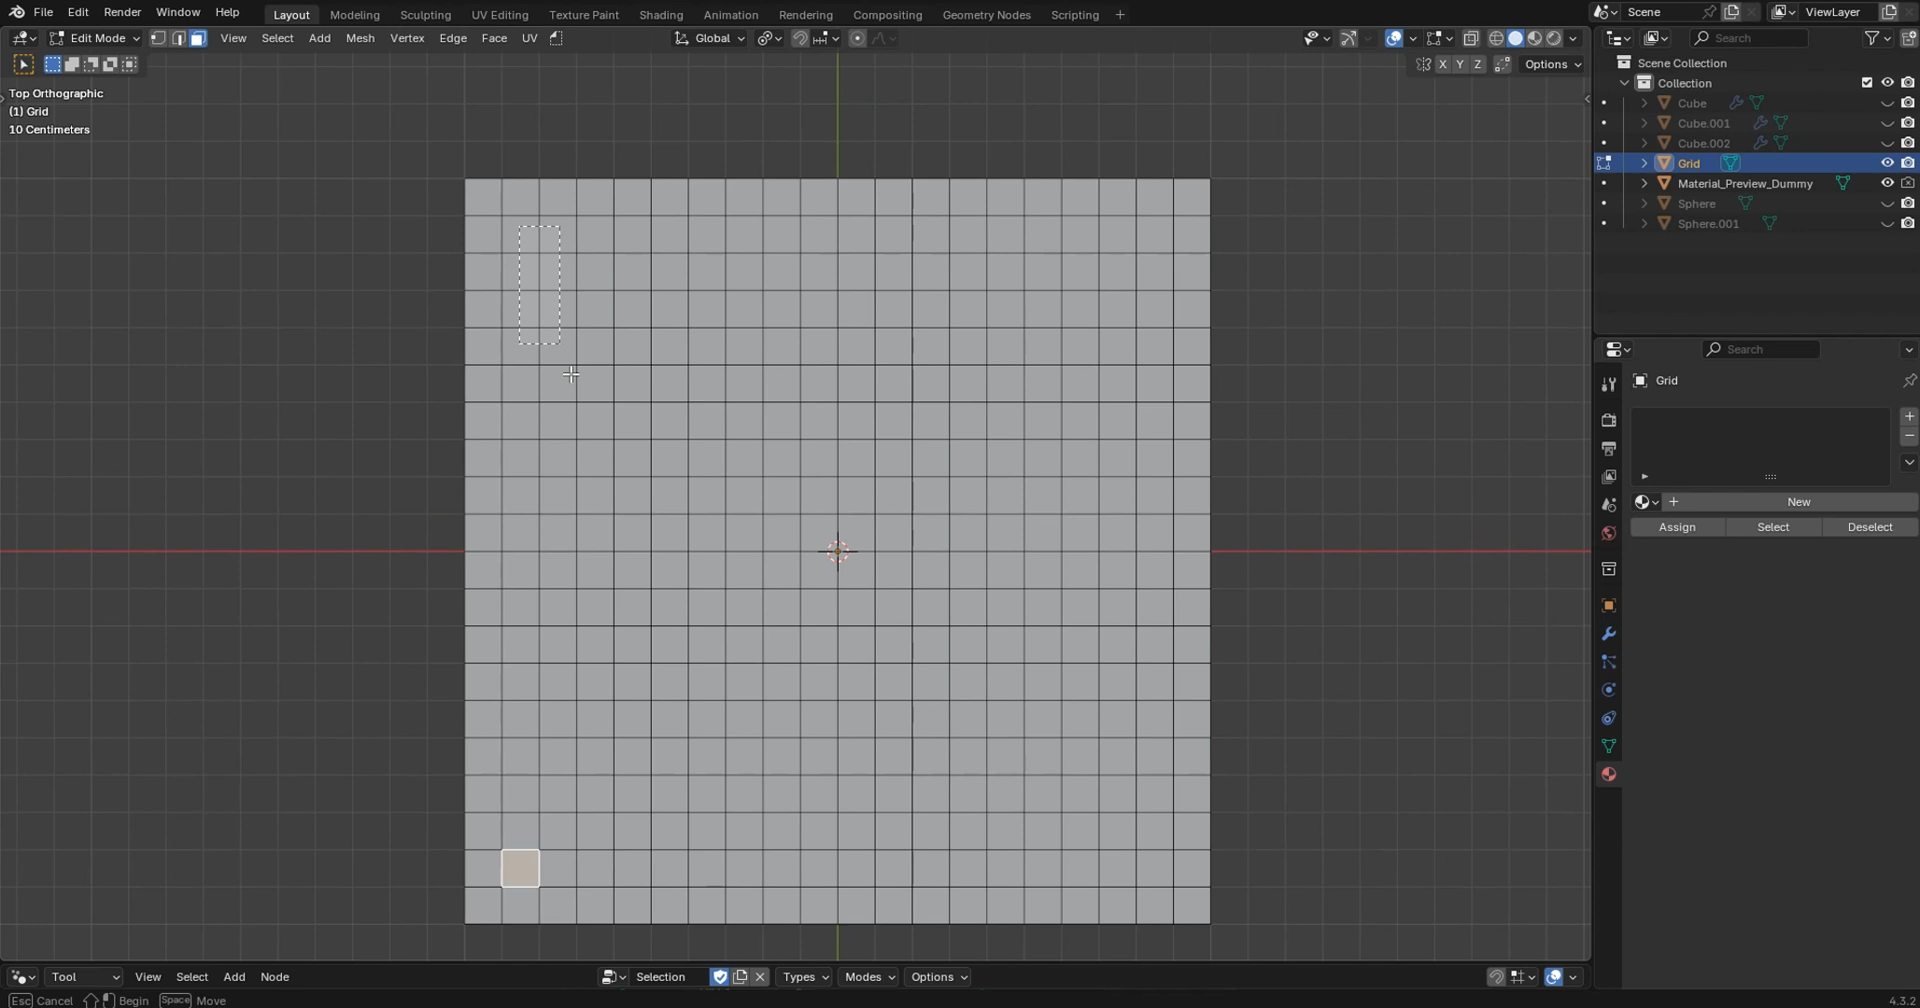 File Edit Render Window Help
Layout Modeling Sculpting UV Editing Texture Paint Shading Animation Rendering Compositing Geometry Nodes Scripting +
Scene
ViewLayer
Edit Mode View Select Add Mesh Vertex Edge Face UV
Global
Search
X Y Z
Options
Top Orthographic
(1) Grid
10 Centimeters
Scene Collection
Collection
Cube
Cube.001
Cube.002
Grid
Material_Preview_Dummy
Sphere
Sphere.001
Search
Grid
New
Assign Select Deselect
Tool View Select Add Node
Selection
Types Modes Options
Esc Cancel Begin Space Move
4.3.2